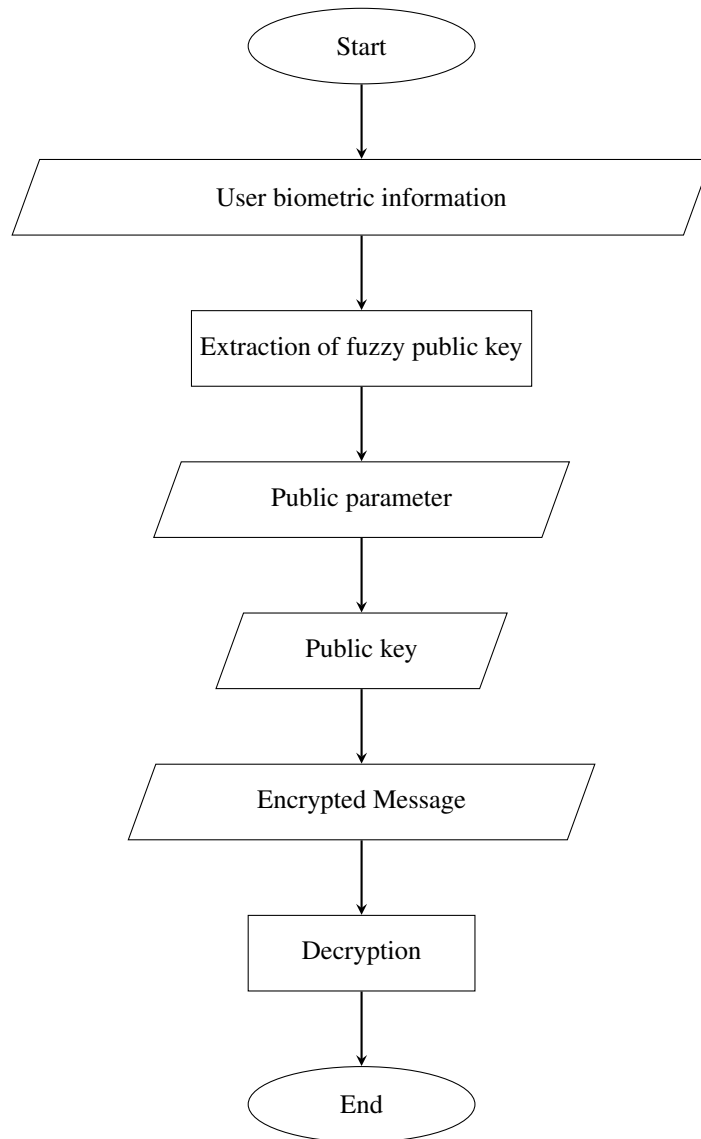 Start
User biometric information
Extraction of fuzzy public key
Public parameter
Public key
Encrypted Message
Decryption
End